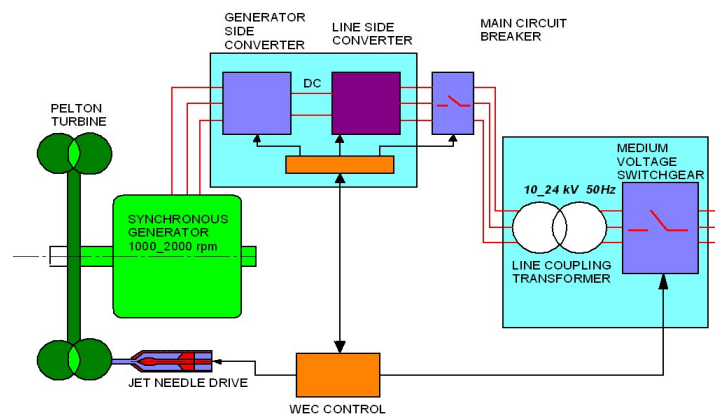 GENERATOR
SIDE
CONVERTER
LINE SIDE
CONVERTER
MAIN CIRCUIT
BREAKER
DC
PELTON
TURBINE
SYNCHRONOUS
GENERATOR
1000_2000 rpm
MEDIUM
VOLTAGE
SWITCHGEAR
10_24 kV 50Hz
LINE COUPLING
TRANSFORMER
JET NEEDLE DRIVE
WEC CONTROL